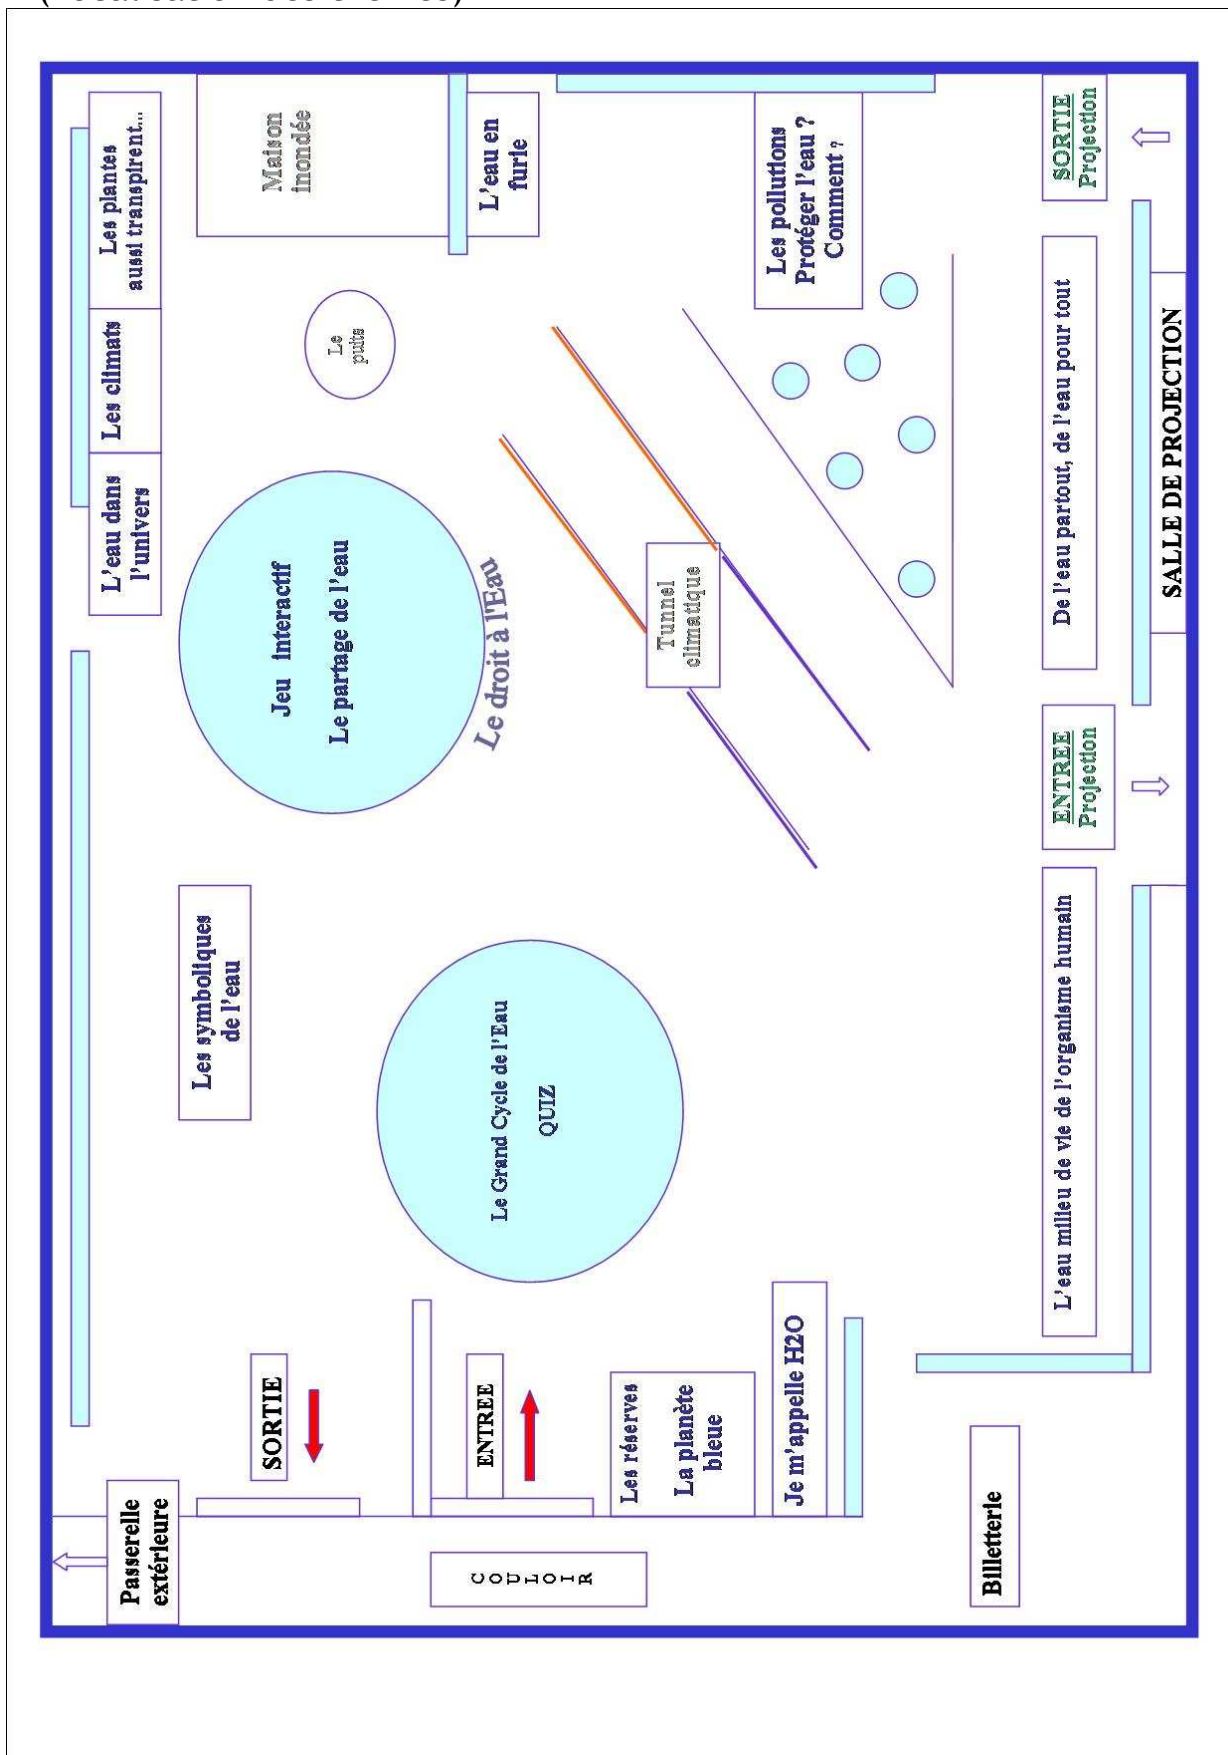 Passerelle
extérieure
L'eau dans
l'univers
Les climats
Les plantes
aussi transpirent...
Les symboliques
de l'eau
SORTIE
Jeu interactif
Le partage de l'eau
Le droit à l'Eau
Maison
inondée
Le
puits
COULOIR
ENTREE
Le Grand Cycle de l'Eau
QUIZ
L'eau en
furie
Les réserves
La planète
bleue
Tunnel
climatique
Je m'appelle H2O
Les pollutions
Protéger l'eau ?
Comment ?
Billetterie
L'eau milieu de vie de l'organisme humain
ENTREE
Projection
De l'eau partout, de l'eau pour tout
SORTIE
Projection
SALLE DE PROJECTION